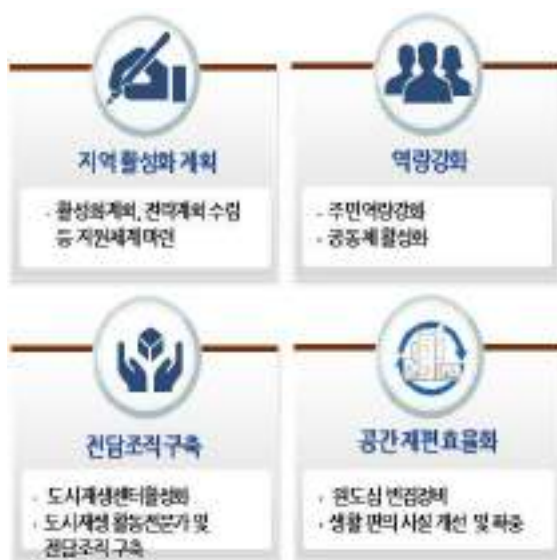 지역 활성화 계획
· 활성화계획, 전략계획 수립
등 지원체계 마련
역량강화
· 주민역량강화
· 공동체 활성화
전담조직 구축
· 도시재생센터활성화
· 도시재생 활동전문가 및
전담조직 구축
공간 재편 효율화
· 원도심
· 생활 편의 시설 개선 및 확충